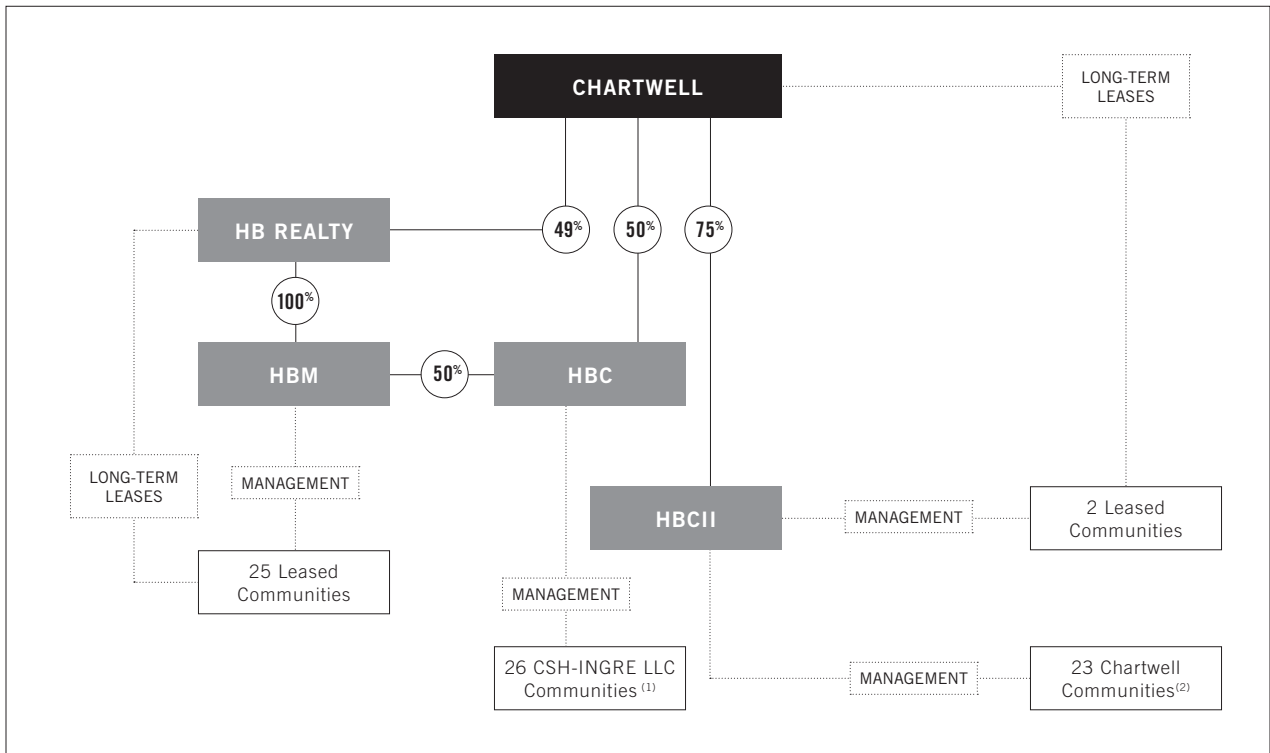 CHARTWELL
LONG-TERM
LEASES
HB REALTY
49%
50%
75%
100%
HBM
50%
HBC
LONG-TERM
LEASES
MANAGEMENT
HBCII
MANAGEMENT
2 Leased
Communities
25 Leased
Communities
MANAGEMENT
26 CSH-INGRE LLC
Communities (1)
MANAGEMENT
23 Chartwell
Communities(2)